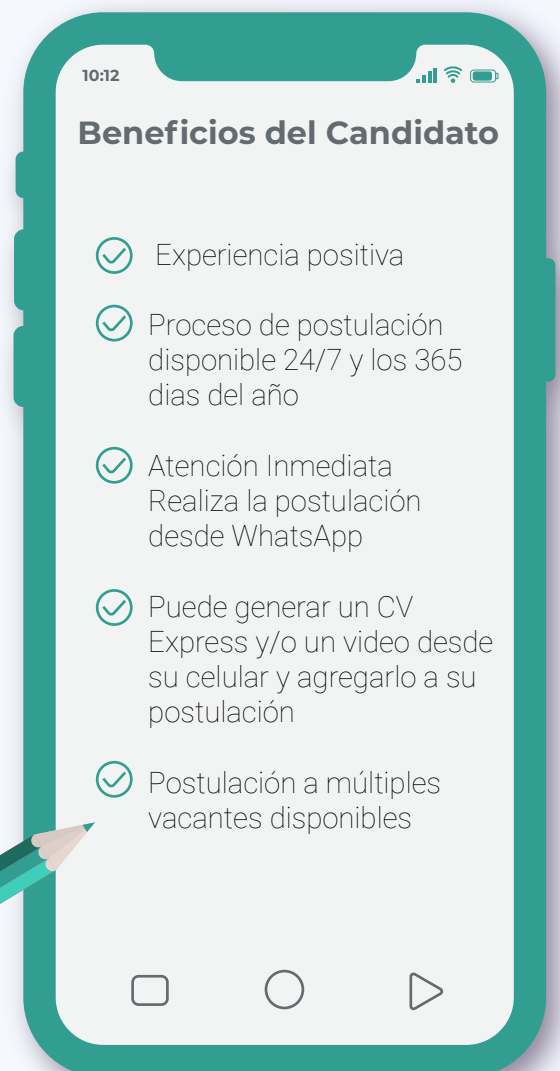 10:12
Beneficios del Candidato
Experiencia positiva
Proceso de postulación
disponible 24/7 y los 365
dias del año
Atención Inmediata
Realiza la postulación
desde WhatsApp
Puede generar un CV
Express y/o un video desde
su celular y agregarlo a su
postulación
Postulación a múltiples
vacantes disponibles